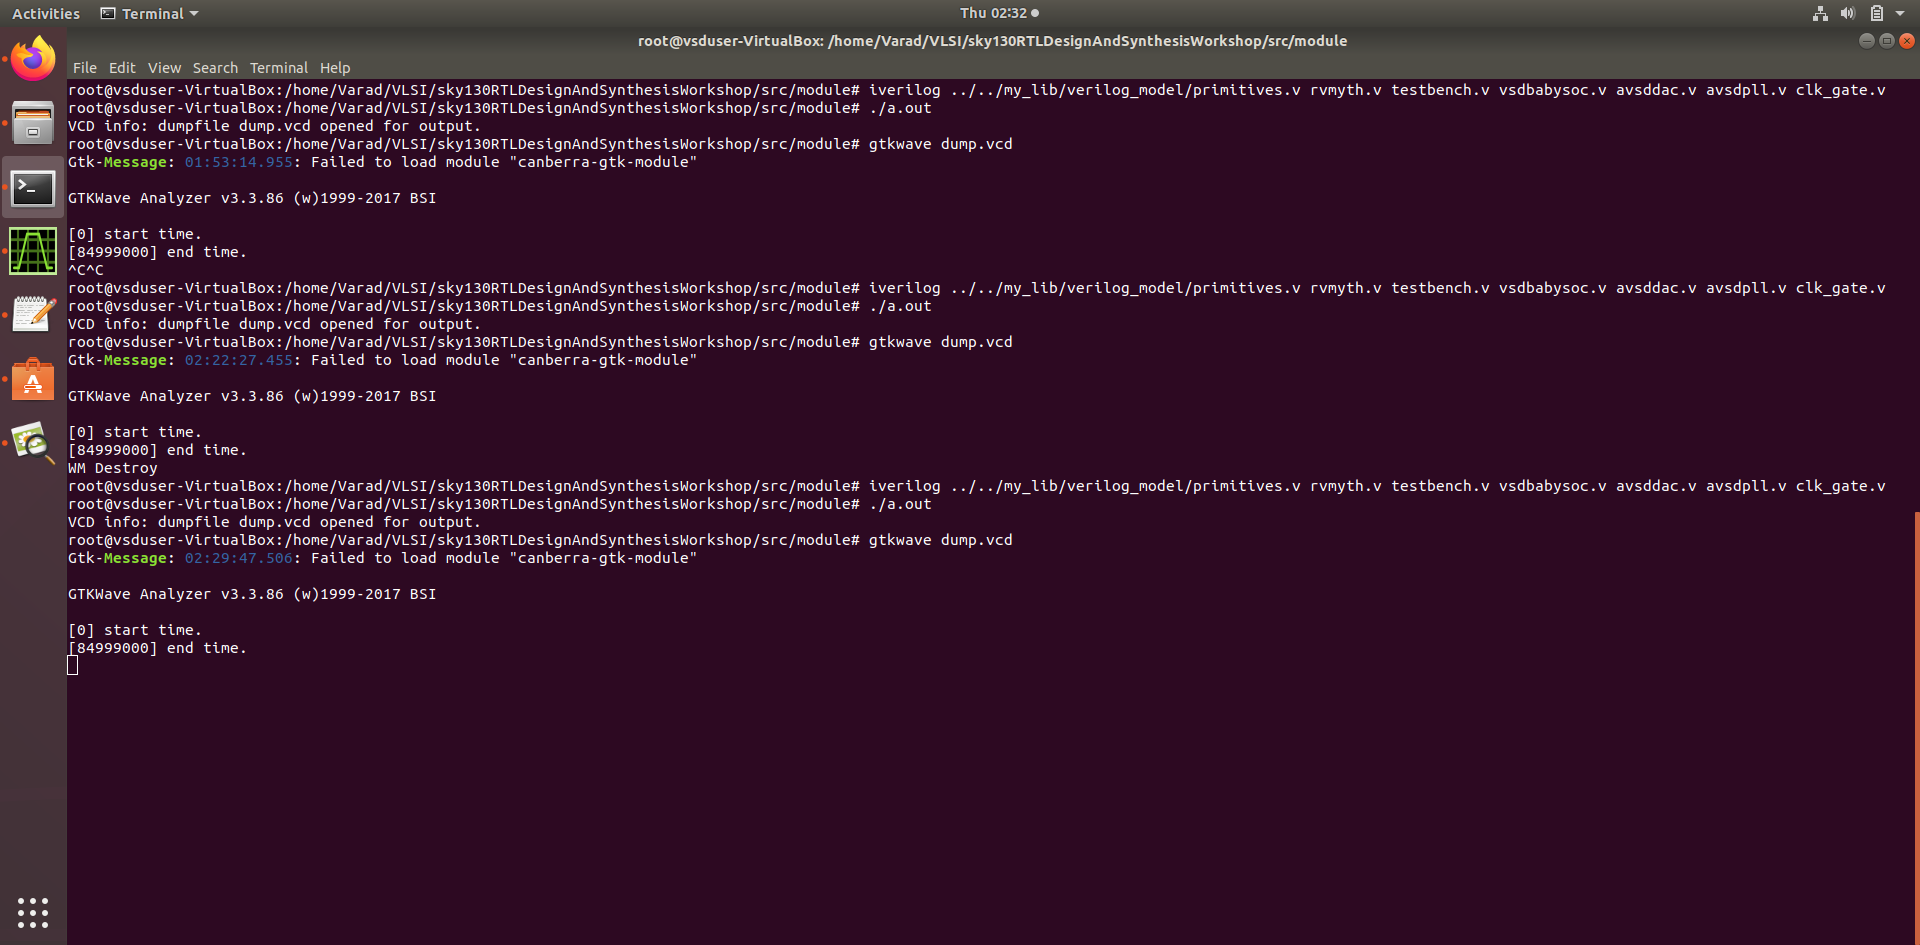 Activities Terminal Thu 02:32
root@vsduser-VirtualBox: /home/Varad/VLSI/sky130RTLDesignAndSynthesisWorkshop/src/module
File Edit View Search Terminal Help
root@vsduser-VirtualBox:/home/Varad/VLSI/sky130RTLDesignAndSynthesisWorkshop/src/module# iverilog ../../my_lib/verilog_model/primitives.v rvmyth.v testbench.v vsdbabysoc.v avsddac.v avsdpll.v clk_gate.v
root@vsduser-VirtualBox:/home/Varad/VLSI/sky130RTLDesignAndSynthesisWorkshop/src/module# ./a.out
VCD info: dumpfile dump.vcd opened for output.
root@vsduser-VirtualBox:/home/Varad/VLSI/sky130RTLDesignAndSynthesisWorkshop/src/module# gtkwave dump.vcd
Gtk-Message: 01:53:14.955: Failed to load module "canberra-gtk-module"
GTKWave Analyzer v3.3.86 (w)1999-2017 BSI
[0] start time.
[84999000] end time.
^C^C
root@vsduser-VirtualBox:/home/Varad/VLSI/sky130RTLDesignAndSynthesisWorkshop/src/module# iverilog ../../my_lib/verilog_model/primitives.v rvmyth.v testbench.v vsdbabysoc.v avsddac.v avsdpll.v clk_gate.v
root@vsduser-VirtualBox:/home/Varad/VLSI/sky130RTLDesignAndSynthesisWorkshop/src/module# ./a.out
VCD info: dumpfile dump.vcd opened for output.
root@vsduser-VirtualBox:/home/Varad/VLSI/sky130RTLDesignAndSynthesisWorkshop/src/module# gtkwave dump.vcd
Gtk-Message: 02:22:27.455: Failed to load module "canberra-gtk-module"
GTKWave Analyzer v3.3.86 (w)1999-2017 BSI
[0] start time.
[84999000] end time.
WM Destroy
root@vsduser-VirtualBox:/home/Varad/VLSI/sky130RTLDesignAndSynthesisWorkshop/src/module# iverilog ../../my_lib/verilog_model/primitives.v rvmyth.v testbench.v vsdbabysoc.v avsddac.v avsdpll.v clk_gate.v
root@vsduser-VirtualBox:/home/Varad/VLSI/sky130RTLDesignAndSynthesisWorkshop/src/module# ./a.out
VCD info: dumpfile dump.vcd opened for output.
root@vsduser-VirtualBox:/home/Varad/VLSI/sky130RTLDesignAndSynthesisWorkshop/src/module# gtkwave dump.vcd
Gtk-Message: 02:29:47.506: Failed to load module "canberra-gtk-module"
GTKWave Analyzer v3.3.86 (w)1999-2017 BSI
[0] start time.
[84999000] end time.